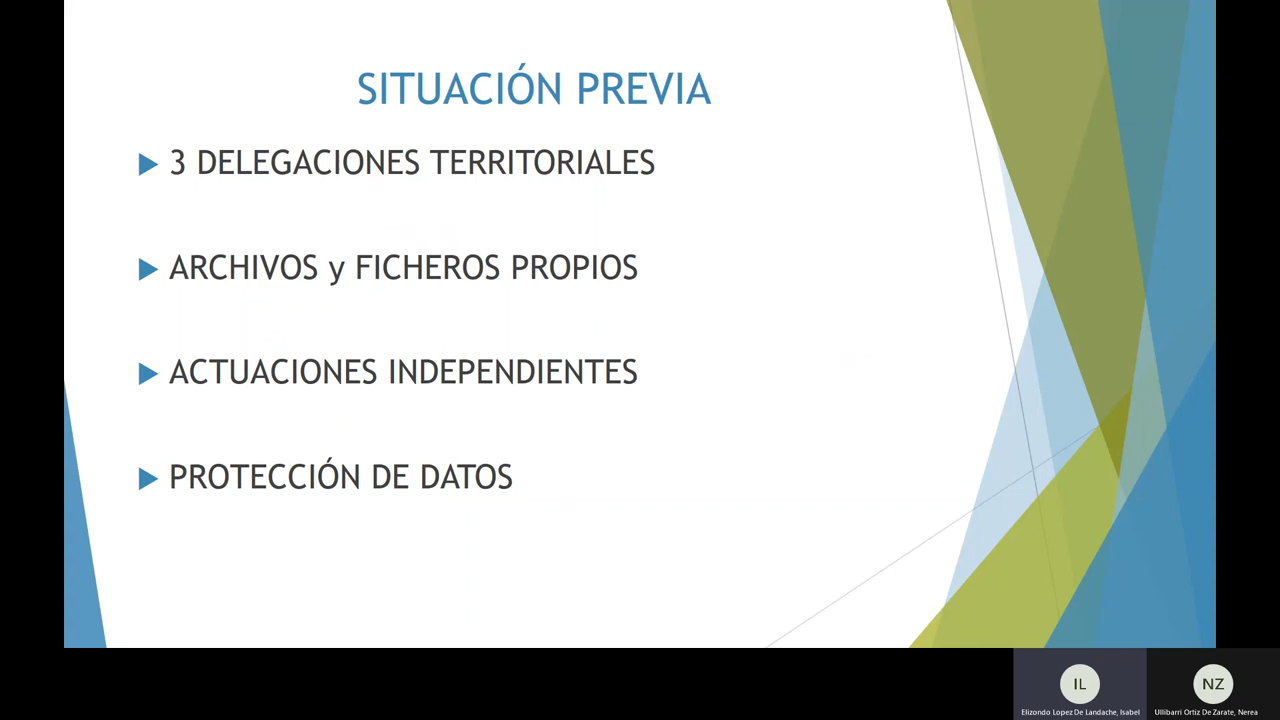 SITUACIÓN PREVIA
3 DELEGACIONES TERRITORIALES
ARCHIVOS y FICHEROS PROPIOS
ACTUACIONES INDEPENDIENTES
PROTECCIÓN DE DATOS
IL
NZ
Elizondo Lopez De Landache, Isabel
Ullibarri Ortiz De Zarate, Nerea